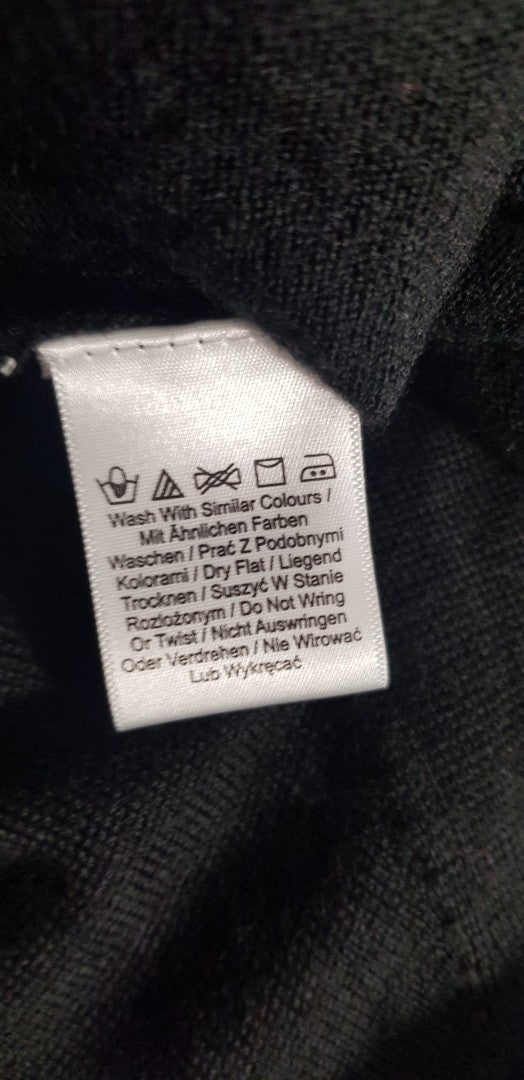 Wash With Similar Colours /
Mit Ähnlichen Farben
Waschen / Prać Z Podobnymi
Kolorami / Dry Flat / Liegend
Trocknen / Suszyć W Stanie
Rozlożonym / Do Not Wring
Or Twist / Nicht Auswringen
Oder Verdrehen / Nie Wirować
Lub Wykręcać